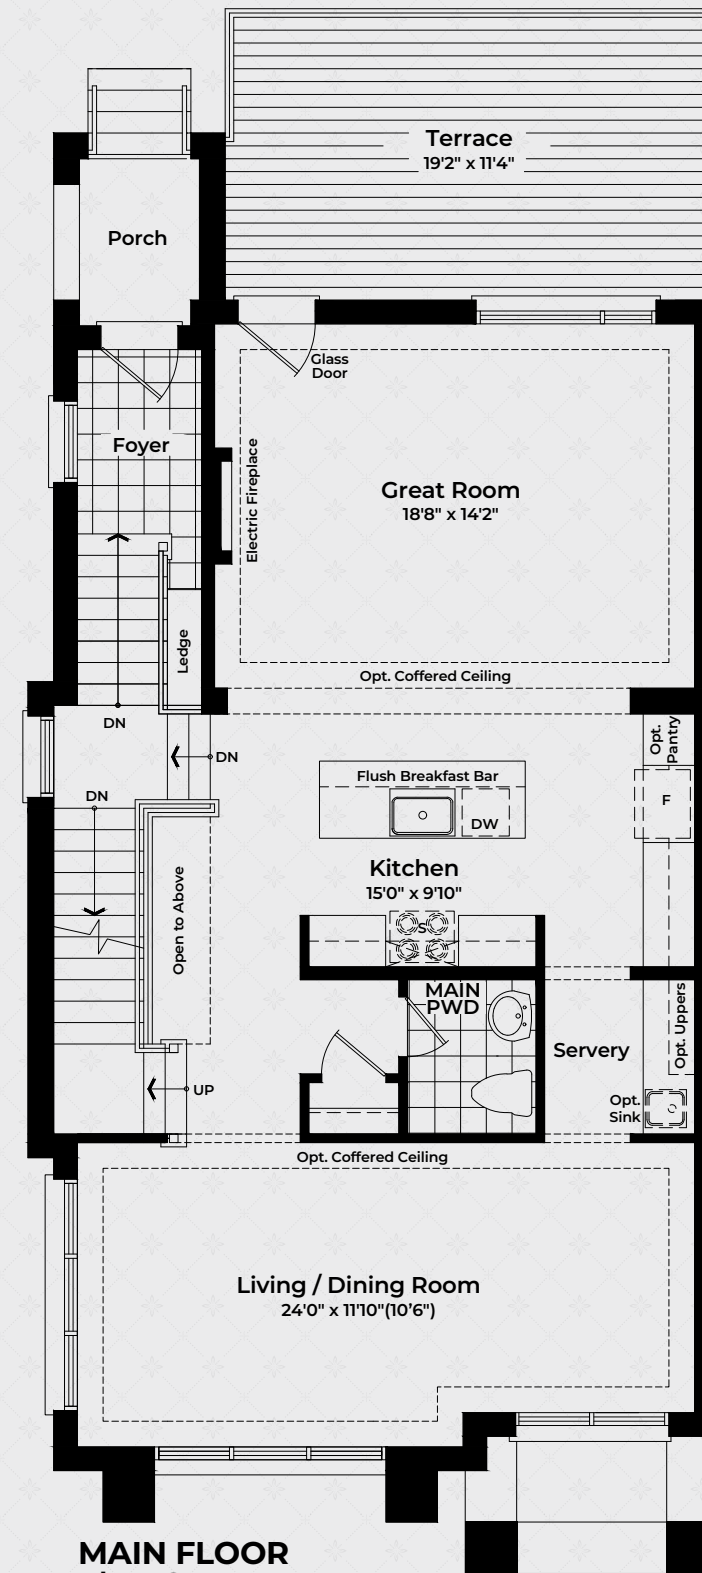 Terrace
19'2" x 11'4"
Porch
Glass
Door
Foyer
Electric Fireplace
Great Room
18'8" x 14'2"
Ledge
Opt. Coffered Ceiling
DN
DN
Opt.
Pantry
Flush Breakfast Bar
F
DN
DW
Kitchen
15'0" x 9'10"
Open to Above
S
MAIN
PWD
Servery
Opt. Uppers
UP
Opt.
Sink
Opt. Coffered Ceiling
Living / Dining Room
24'0" x 11'10"(10'6")
MAIN FLOOR